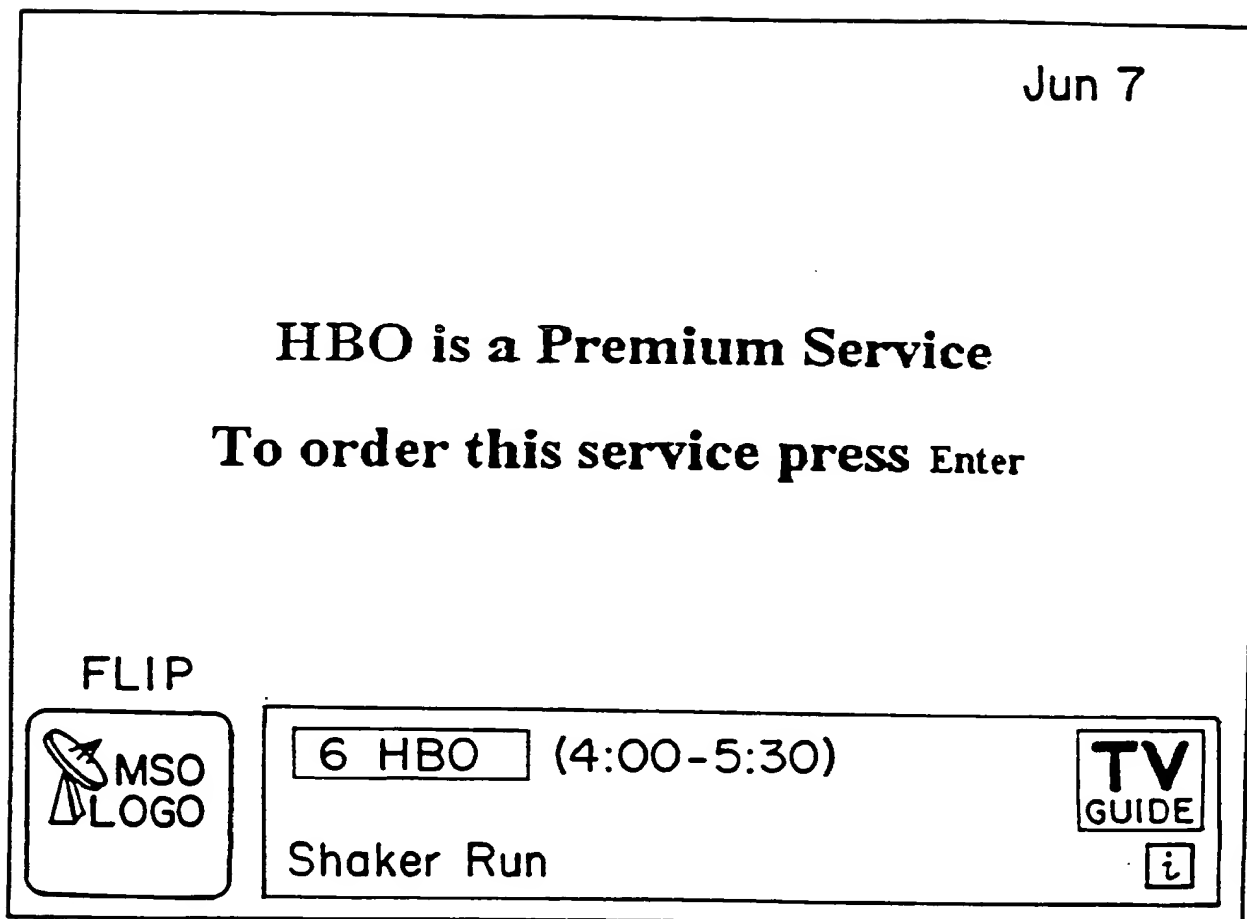 Jun 7
HBO is a Premium Service
To order this service press Enter
FLIP
MSO
LOGO
6 HBO (4:00-5:30)
Shaker Run
TV
GUIDE
i